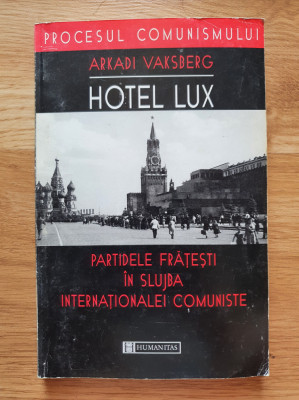 PROCESUL COMUNISMULUI
ARKADI VAKSBERG
HOTEL LUX
PARTIDELE FRĂȚEȘTI
ÎN SLUJBA
INTERNAȚIONALEI COMUNISTE
HUMANITAS